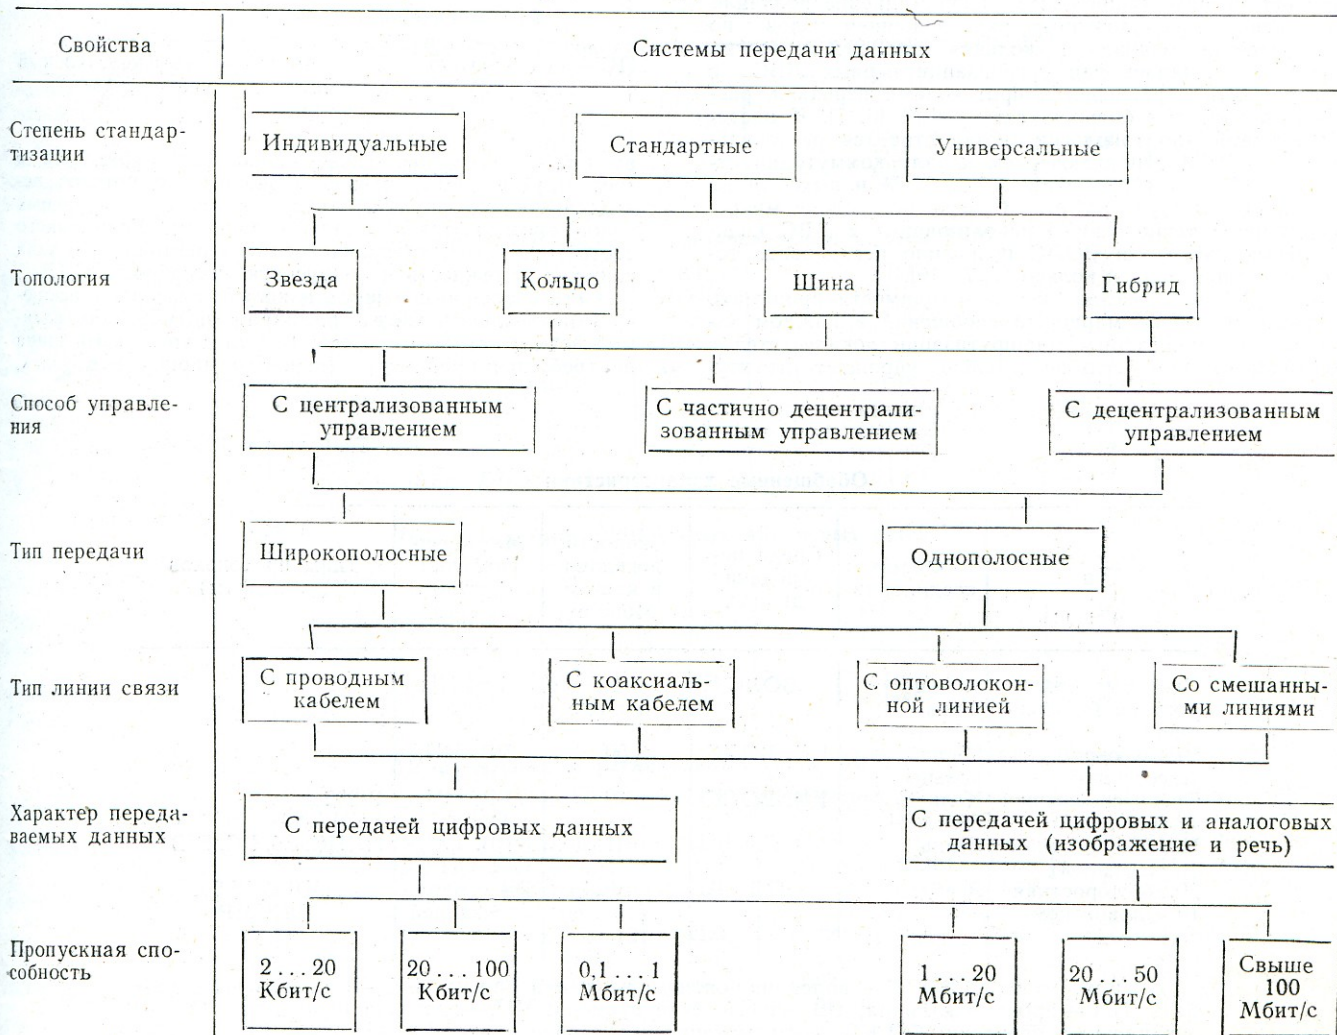 Свойства
Системы передачи данных
Степень стандар-
тизации
Индивидуальные
Стандартные
Универсальные
Топология
Звезда
Кольцо
Шина
Гибрид
Способ управле-
ния
С централизованным
управлением
С частично децентрали-
зованным управлением
С децентрализованным
управлением
Тип передачи
Широкополосные
Однополосные
Тип линии связи
С проводным
кабелем
С коаксиаль-
ным кабелем
С оптоволокон-
ной линией
Со смешанны-
ми линиями
Характер переда-
ваемых данных
С передачей цифровых данных
С передачей цифровых и аналоговых
данных (изображение и речь)
Пропускная спо-
собность
2...20
Кбит/с
20...100
Кбит/с
0,1...1
Мбит/с
1...20
Мбит/с
20...50
Мбит/с
Свыше
100
Мбит/с